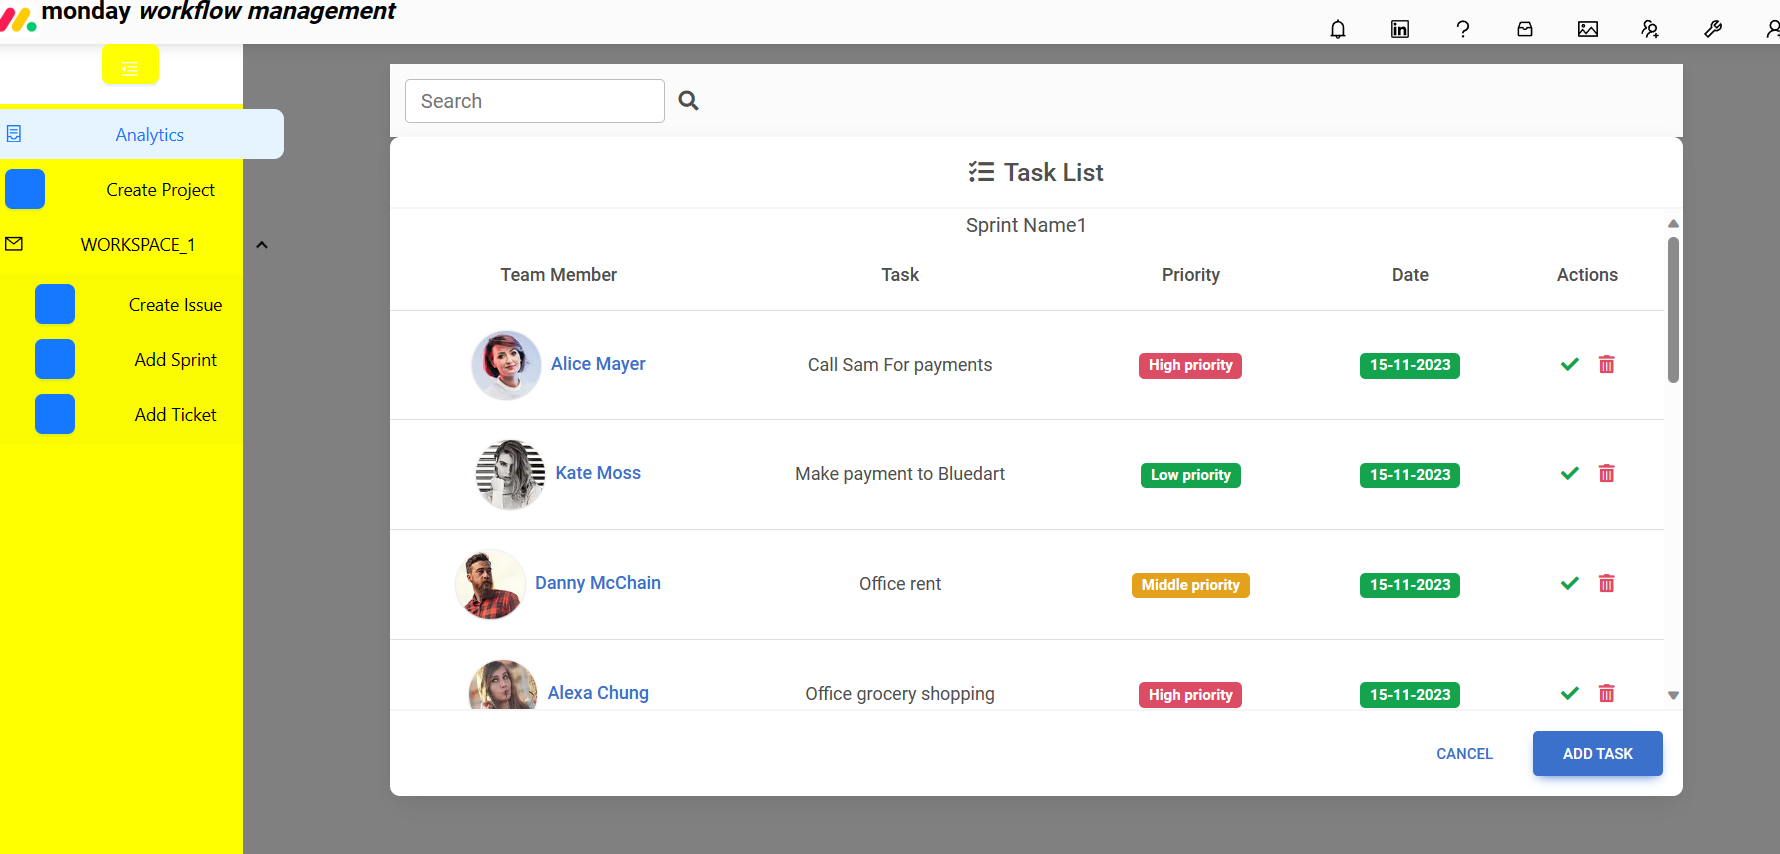 monday workflow management
Search
Analytics
Create Project
WORKSPACE_1
Create Issue
Add Sprint
Add Ticket
Task List
Sprint Name1
Team Member Task Priority Date Actions
Alice Mayer Call Sam For payments High priority 15-11-2023
Kate Moss Make payment to Bluedart Low priority 15-11-2023
Danny McChain Office rent Middle priority 15-11-2023
Alexa Chung Office grocery shopping High priority 15-11-2023
CANCEL ADD TASK